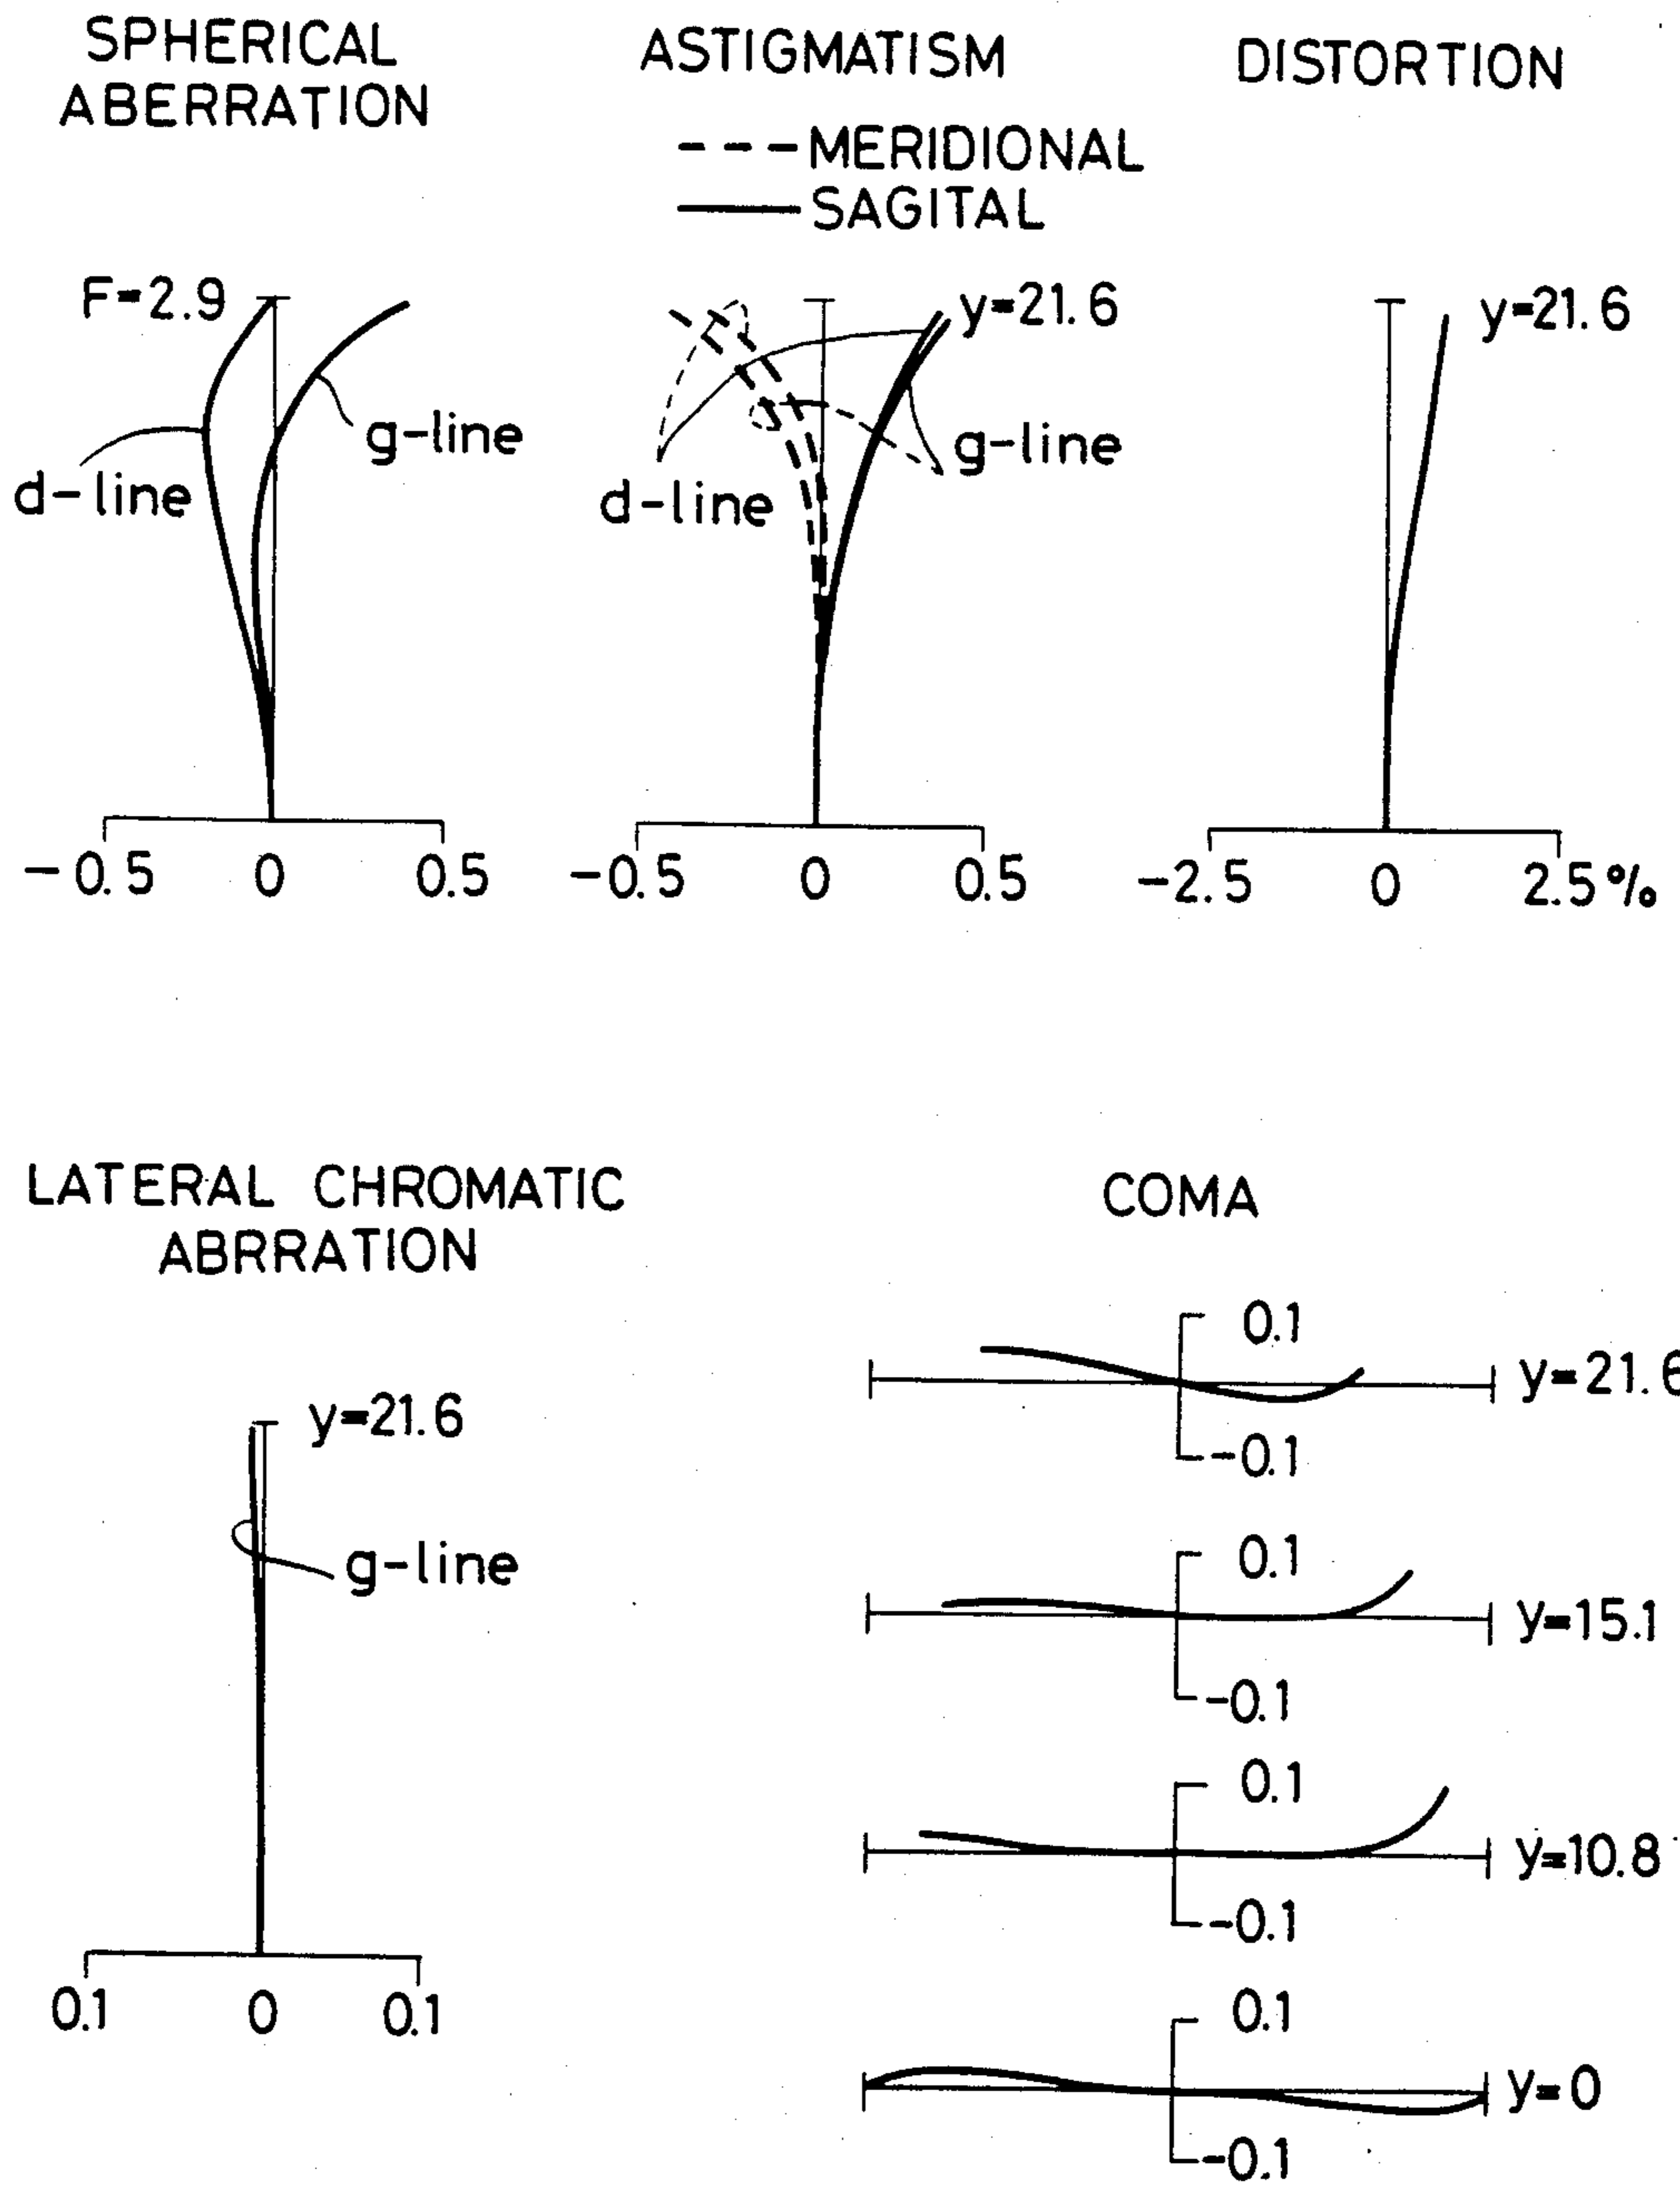 SPHERICAL
ABERRATION
ASTIGMATISM
DISTORTION
MERIDIONAL
SAGITAL
F=2.9
g-line
d-line
y=21.6
g-line
d-line
y=21.6
-0.5 0 0.5
-0.5 0 0.5
-2.5 0 2.5%
LATERAL CHROMATIC
ABRRATION
y=21.6
g-line
0.1 0 0.1
COMA
0.1
y=21.6
-0.1
0.1
y=15.1
-0.1
0.1
y=10.8
-0.1
0.1
y=0
-0.1